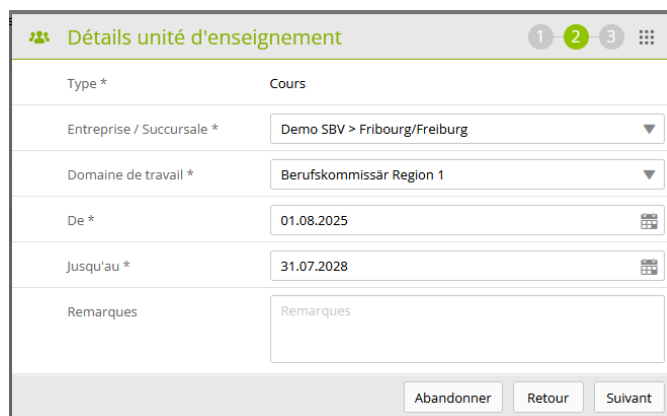 Détails unité d'enseignement 1 2 3
Type * Cours
Entreprise / Succursale * Demo SBV > Fribourg/Freiburg
Domaine de travail * Berufskommissär Region 1
De * 01.08.2025
Jusqu'au * 31.07.2028
Remarques Remarques
Abandonner Retour Suivant